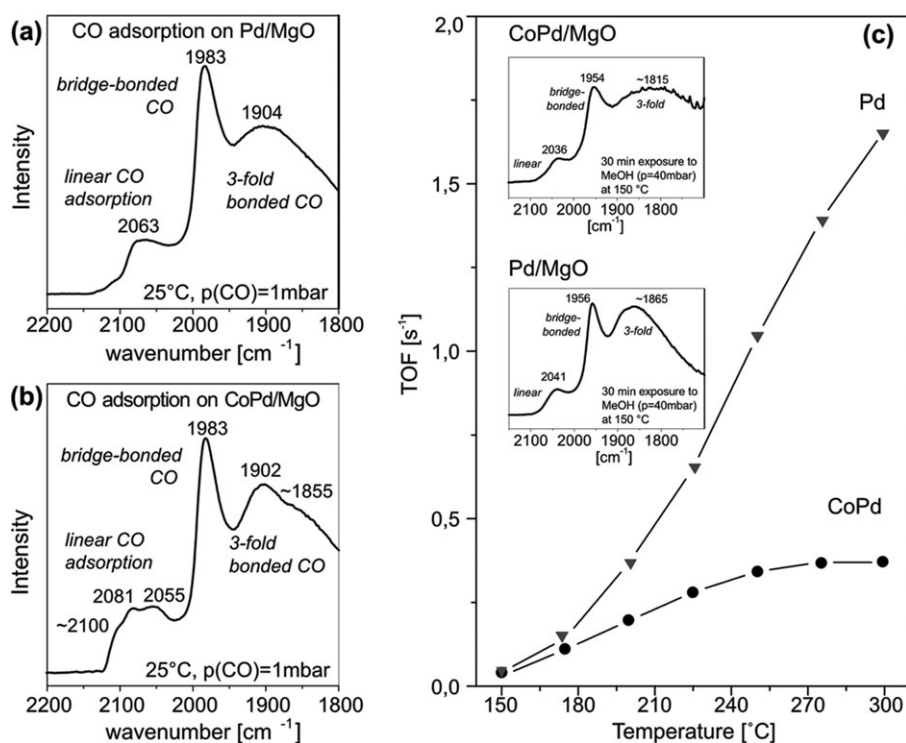 (a)
CO adsorption on Pd/MgO
1983
bridge-bonded
CO
1904
linear CO
adsorption
3-fold
bonded CO
2063
25°C, p(CO)=1mbar
Intensity
2200 2100 2000 1900 1800
wavenumber [cm⁻¹]
(b)
CO adsorption on CoPd/MgO
1983
bridge-bonded
CO
1902
~1855
linear CO
adsorption
3-fold
bonded CO
2081 2055
~2100
25°C, p(CO)=1mbar
Intensity
2200 2100 2000 1900 1800
wavenumber [cm⁻¹]
(c)
2,0
1,5
1,0
0,5
0,0
TOF [s⁻¹]
CoPd/MgO
1954
~1815
bridge-
bonded
3-fold
2036
linear
30 min exposure to
MeOH (p=40mbar)
at 150 °C
2100 2000 1900 1800
[cm⁻¹]
Pd/MgO
1956
~1865
bridge-
bonded
3-fold
2041
linear
30 min exposure to
MeOH (p=40mbar)
at 150 °C
2100 2000 1900 1800
[cm⁻¹]
Pd
CoPd
150 180 210 240 270 300
Temperature [°C]